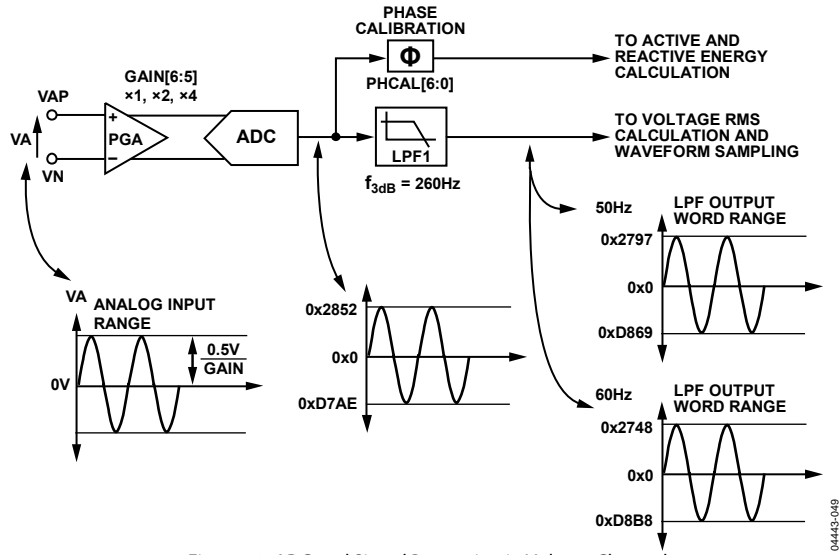 PHASE
CALIBRATION
Φ
PHCAL[6:0]
TO ACTIVE AND
REACTIVE ENERGY
CALCULATION
GAIN[6:5]
×1, ×2, ×4
VAP
VA
VN
+
−
PGA
ADC
LPF1
f3dB = 260Hz
TO VOLTAGE RMS
CALCULATION AND
WAVEFORM SAMPLING
VA
ANALOG INPUT
RANGE
0.5V
GAIN
0V
0x2852
0x0
0xD7AE
50Hz
LPF OUTPUT
WORD RANGE
0x2797
0x0
0xD869
60Hz
LPF OUTPUT
WORD RANGE
0x2748
0x0
0xD8B8
04443-049